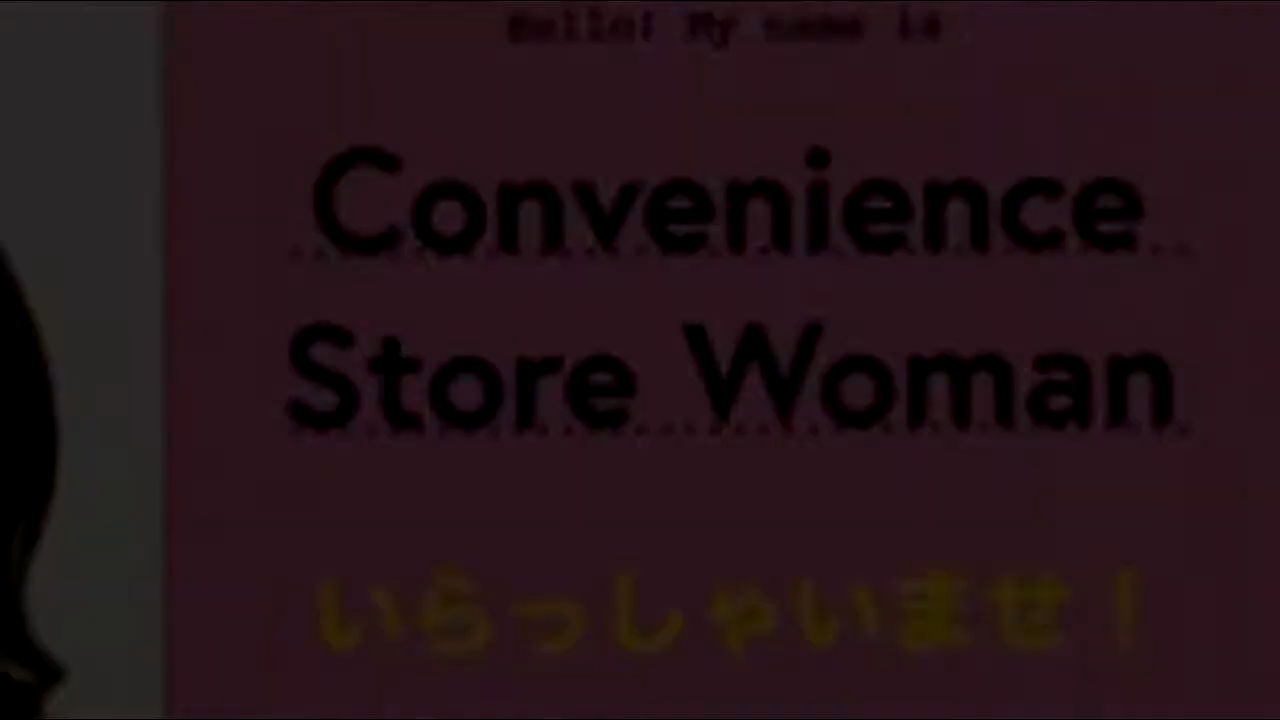 Hello! My name is
Convenience
Store Woman
いらっしゃいませ!